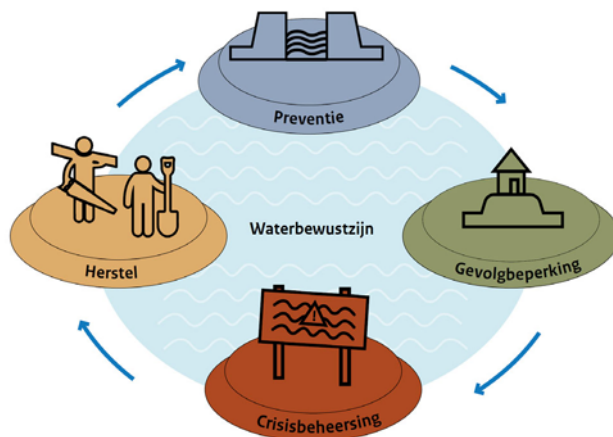 Preventie
Waterbewustzijn
Herstel
Gevolgbeperking
!
Crisisbeheersing